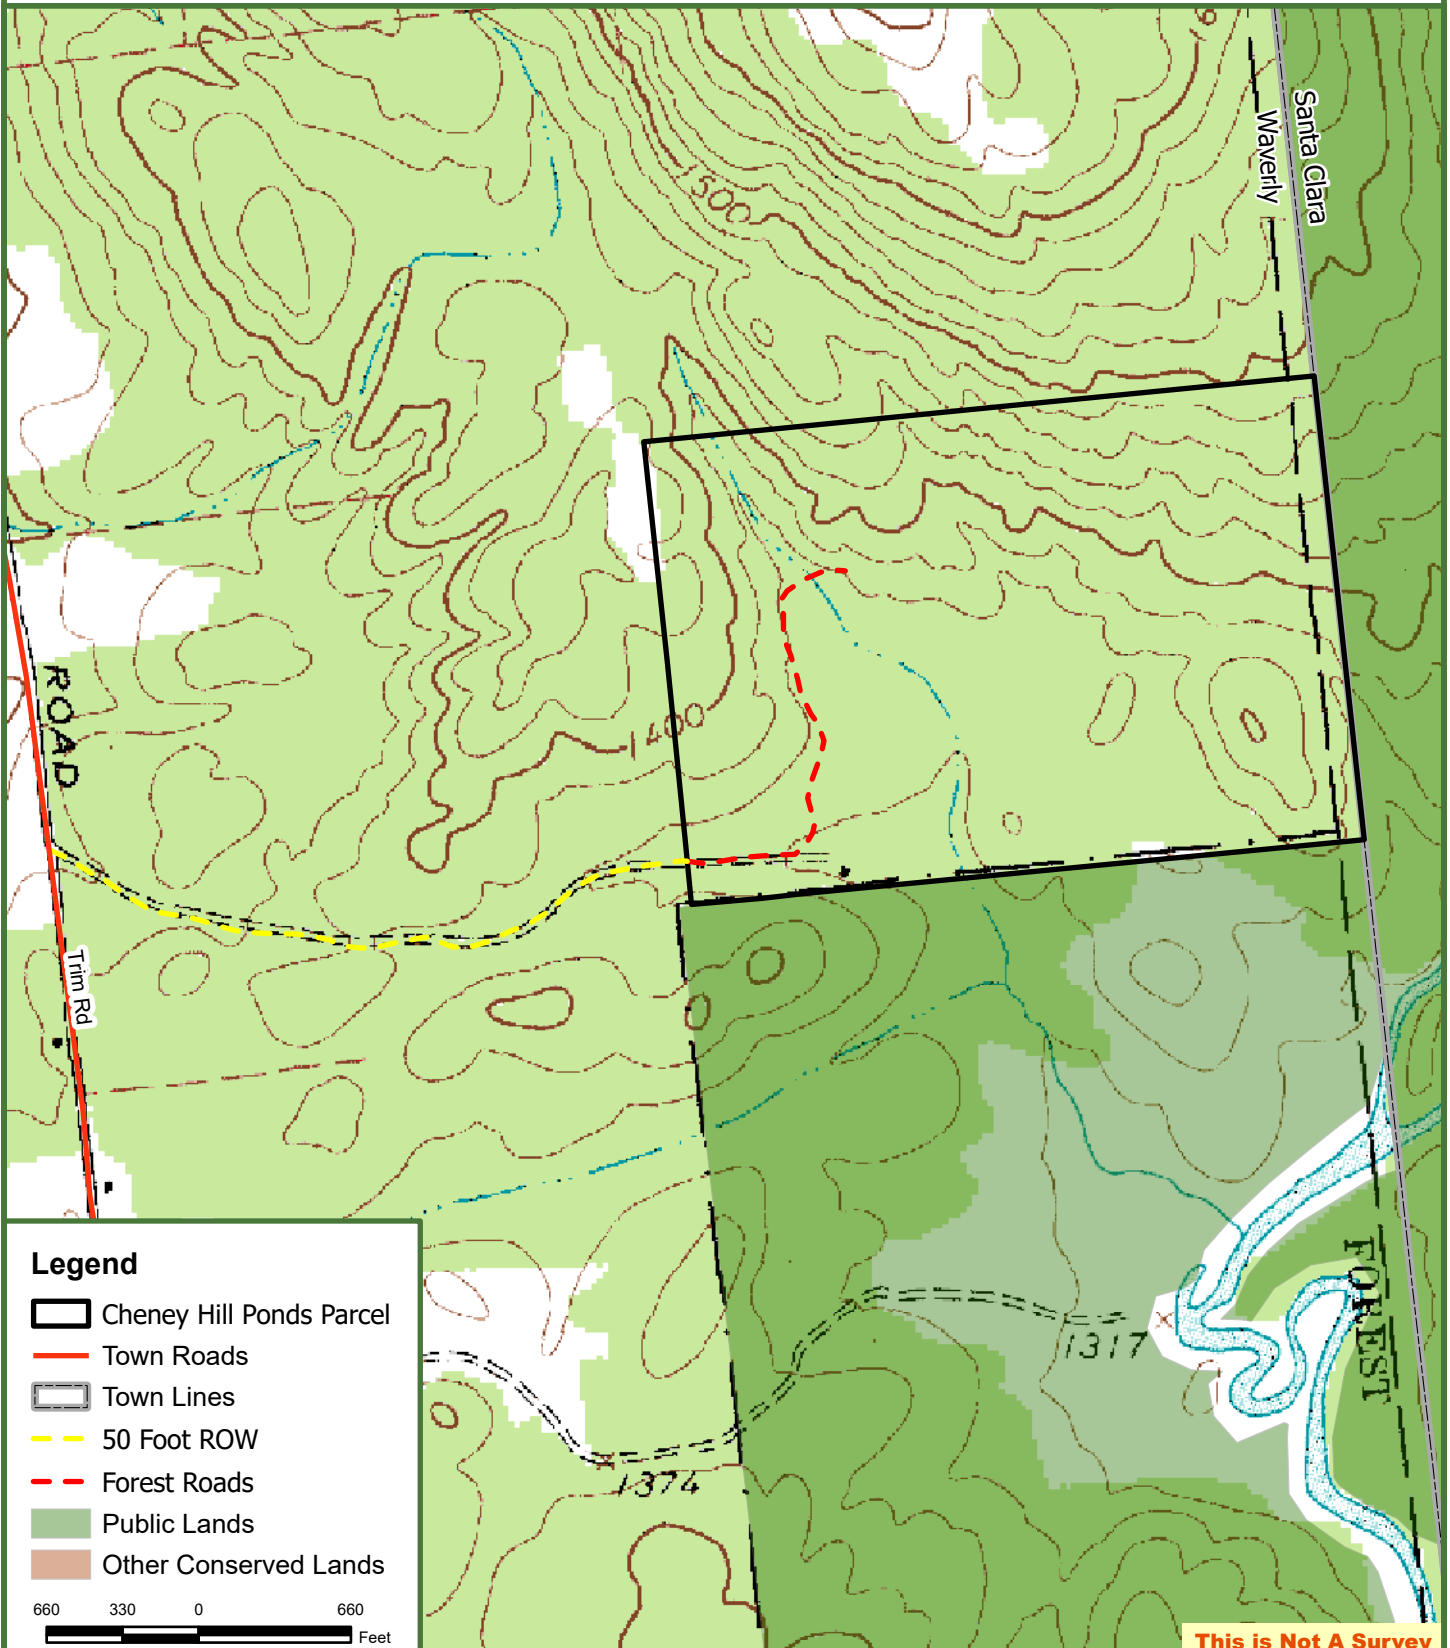 Santa Clara
Waverly
1500
1400
ROAD
Trim Rd
1317
FOREST
1374
Legend
Cheney Hill Ponds Parcel
Town Roads
Town Lines
50 Foot ROW
Forest Roads
Public Lands
Other Conserved Lands
660 330 0 660
Feet
This is Not A Survey